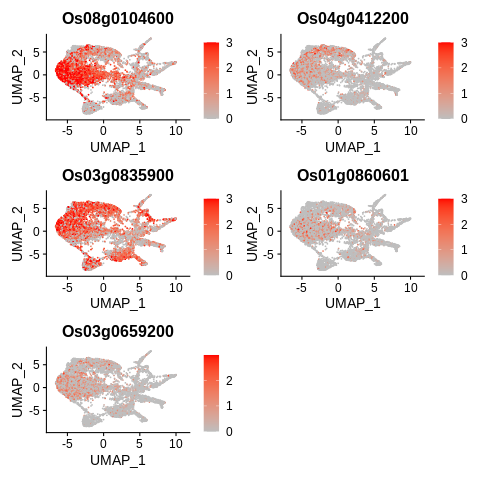 Os08g0104600 Os04g0412200
UMAP_2 5 0 -5 3 2 1 0 UMAP_2 5 0 -5 3 2 1 0
-5 0 5 10 -5 0 5 10
UMAP_1 UMAP_1
Os03g0835900 Os01g0860601
UMAP_2 5 0 -5 3 2 1 0 UMAP_2 5 0 -5 3 2 1 0
-5 0 5 10 -5 0 5 10
UMAP_1 UMAP_1
Os03g0659200
UMAP_2 5 0 -5 2 1 0
-5 0 5 10
UMAP_1